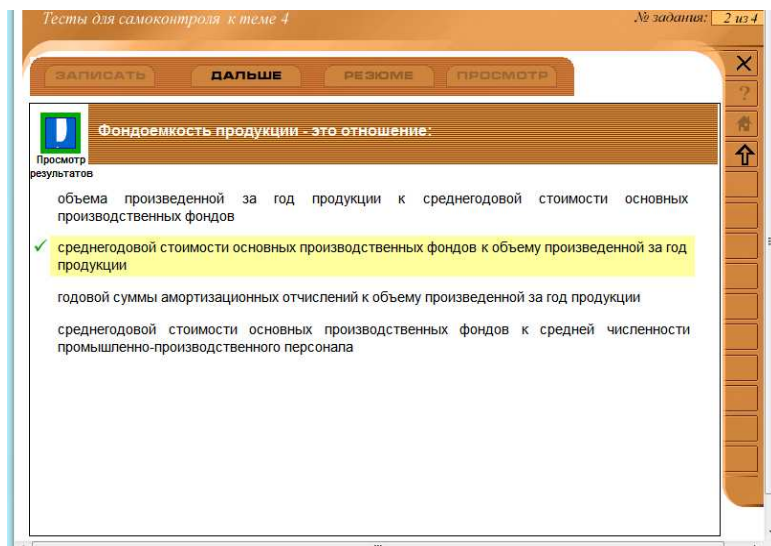 Тесты для самоконтроля к теме 4
№ задания: 2 из 4
ЗАПИСАТЬ ДАЛЬШЕ РЕЗЮМЕ ПРОСМОТР
?
Фондоемкость продукции - это отношение:
Просмотр
результатов
объема произведенной за год продукции к среднегодовой стоимости основных
производственных фондов
среднегодовой стоимости основных производственных фондов к объему произведенной за год
продукции
годовой суммы амортизационных отчислений к объему произведенной за год продукции
среднегодовой стоимости основных производственных фондов к средней численности
промышленно-производственного персонала